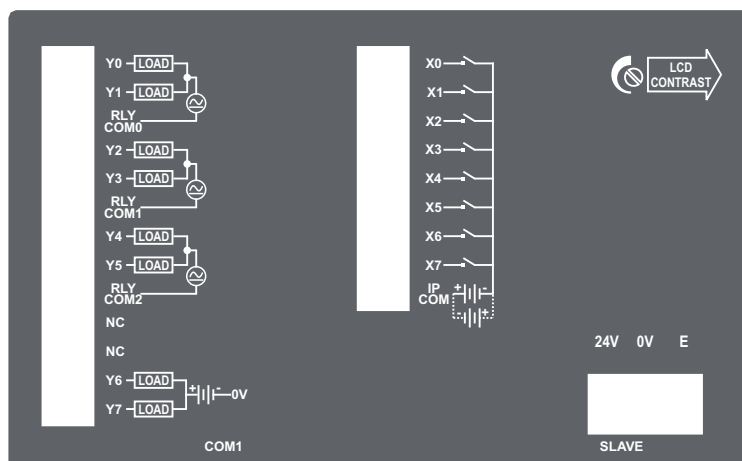 Y0 LOAD
Y1 LOAD
RLY
COM0
Y2 LOAD
Y3 LOAD
RLY
COM1
Y4 LOAD
Y5 LOAD
RLY
COM2
NC
NC
Y6 LOAD
+ - 0V
Y7 LOAD
COM1
X0
X1
X2
X3
X4
X5
X6
X7
IP
COM
+ -
- +
LCD
CONTRAST
24V 0V E
SLAVE